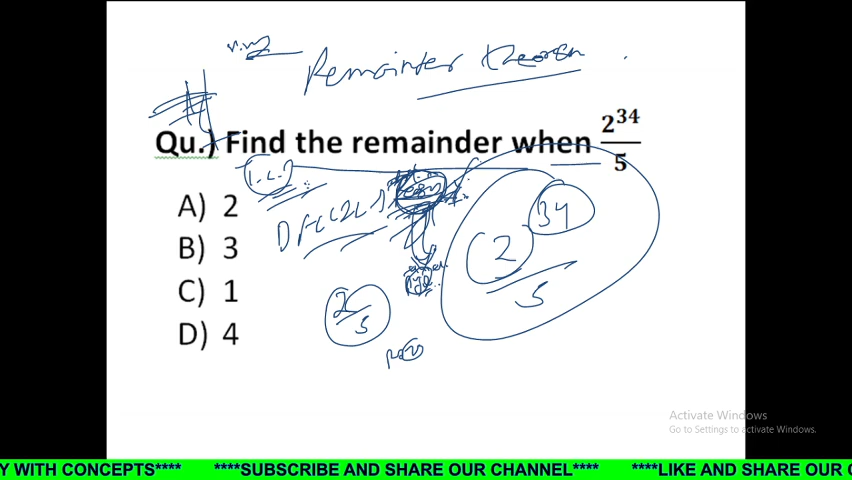 Remainder theorem
Qu.) Find the remainder when 2^34/5
A) 2
B) 3
C) 1
D) 4
(2)^34/5
2/5
Activate Windows
Go to Settings to activate Windows.
Y WITH CONCEPTS**** ****SUBSCRIBE AND SHARE OUR CHANNEL**** ****LIKE AND SHARE OUR C